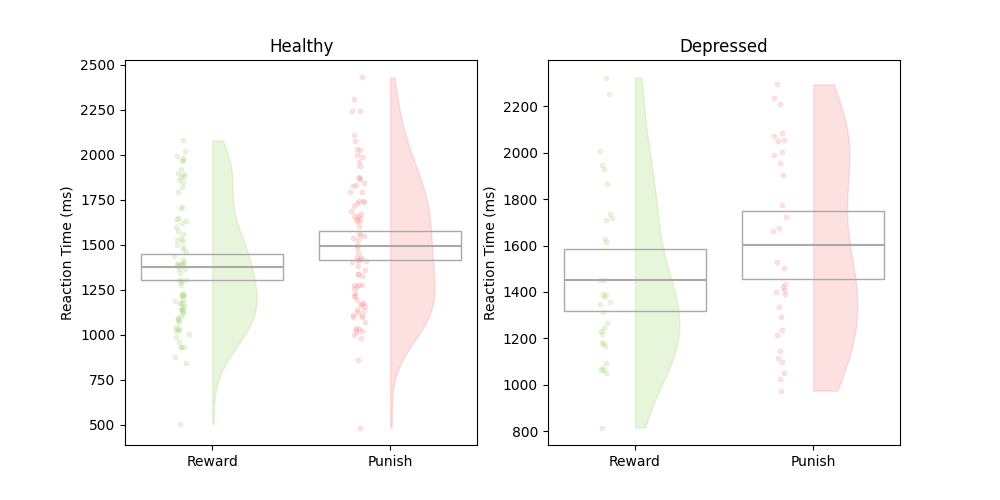 Healthy
Depressed
Reaction Time (ms)
2500
2250
2000
1750
1500
1250
1000
750
500
Reward
Punish
Reaction Time (ms)
2200
2000
1800
1600
1400
1200
1000
800
Reward
Punish